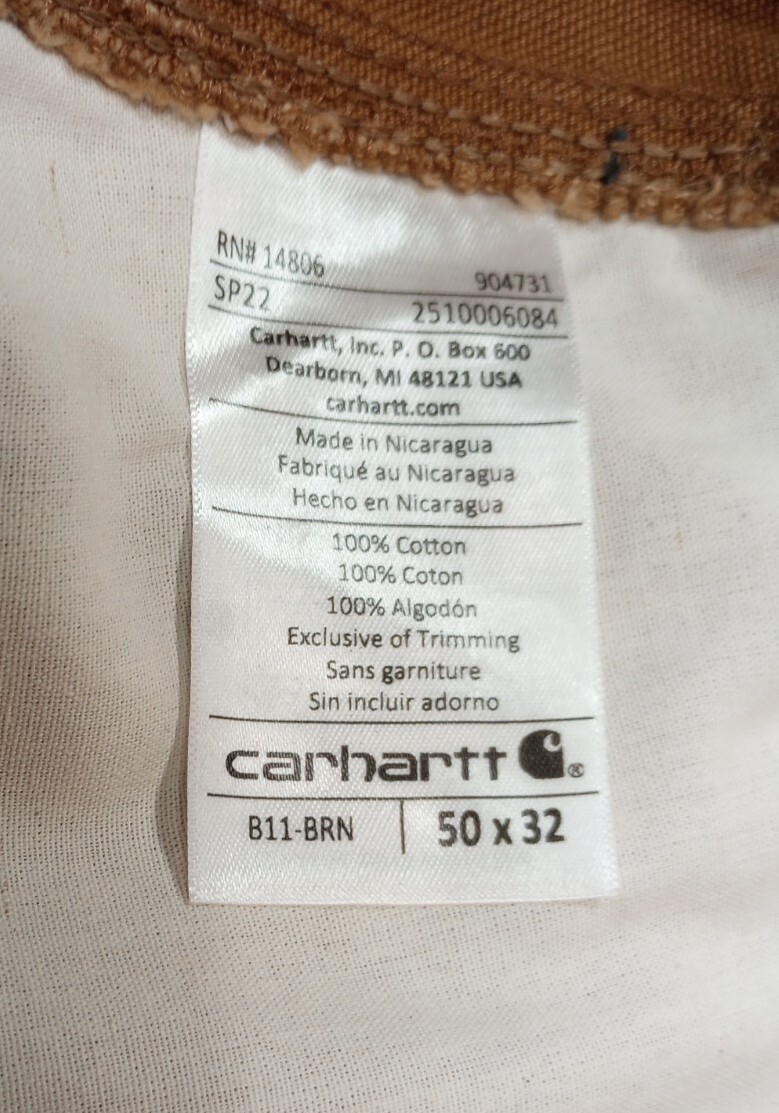 RN# 14806 904731
SP22 2510006084
Carhartt, Inc. P. O. Box 600
Dearborn, MI 48121 USA
carhartt.com
Made in Nicaragua
Fabriqué au Nicaragua
Hecho en Nicaragua
100% Cotton
100% Coton
100% Algodón
Exclusive of Trimming
Sans garniture
Sin incluir adorno
carhartt ®
B11-BRN 50 x 32